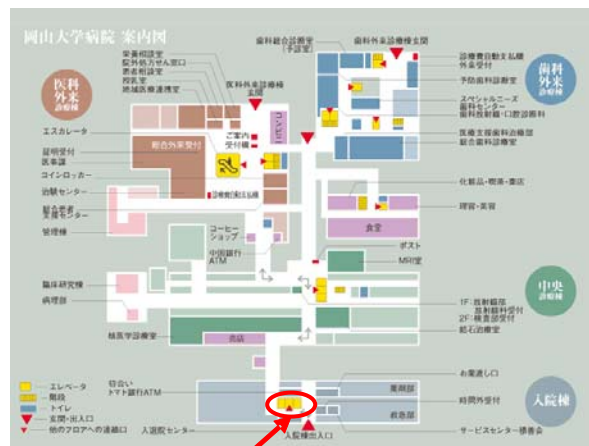 岡山大学病院 案内図
医科
外来
診療棟
栄養相談室
院外処方せん窓口
患者相談室
授乳室
地域医療連携室
医科外来診療棟
玄関
歯科総合診断室
(予診室)
歯科外来診療棟玄関
診療費自動支払機
外来受付
予防歯科診断室
スペシャルニーズ
歯科センター
歯科放射線・口腔診断科
医療支援歯科治療部
総合歯科診療室
歯科
外来
診療棟
エスカレータ
証明受付
医事課
コインロッカー
治験センター
総合患者
支援センター
管理棟
総合外来受付
ご案内
受付機
診療費自動支払機
化粧品・喫茶・薬店
理容・美容
食堂
コーヒー
ショップ
中国銀行
ATM
ポスト
MRI室
臨床研究棟
病理部
核医学診療室
売店
1F:放射線部
放射線科受付
2F:検査部受付
結石治療室
中央
診療棟
エレベータ
階段
トイレ
玄関・出入口
他のフロアへの連絡口
トマト銀行ATM
入退院センター
入院棟出入口
お薬渡し口
薬剤部
時間外受付
救急部
サービスセンター積善会
入院棟